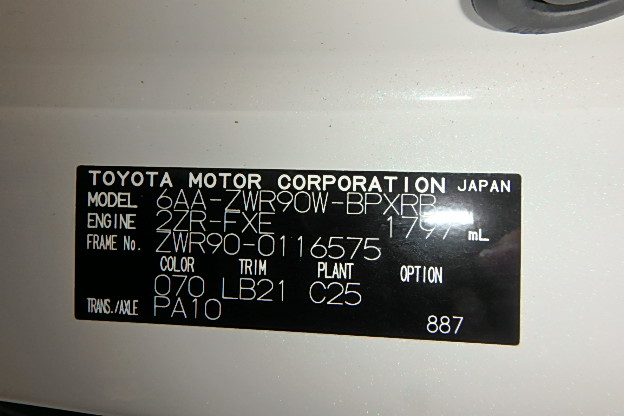 TOYOTA MOTOR CORPORATION JAPAN
MODEL 6AA-ZWR90W-BPXRB
ENGINE 2ZR-FXE 1797 mL
FRAME No. ZWR90-0116575
COLOR TRIM PLANT OPTION
070 LB21 C25
TRANS./AXLE PA10
887